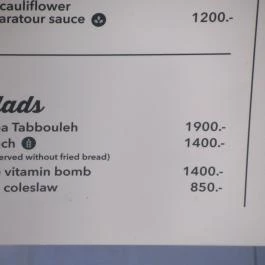 cauliflower
aratour sauce 1200.-
lads
a Tabbouleh 1900.-
ch 1400.-
erved without fried bread)
vitamin bomb 1400.-
coleslaw 850.-